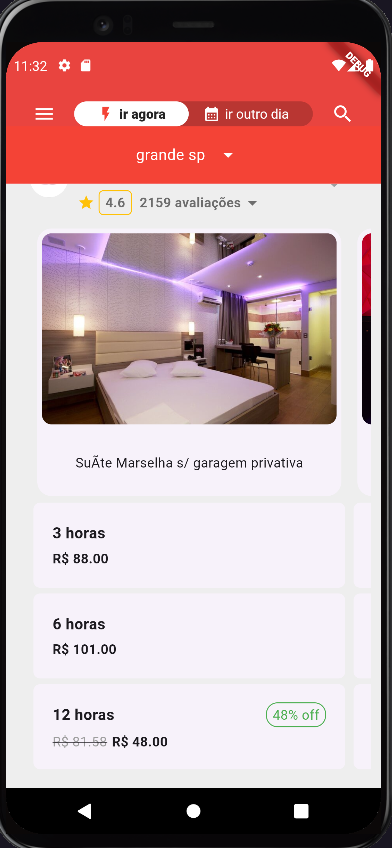 11:32
DEBUG
ir agora
ir outro dia
grande sp
4.6 2159 avaliações
SuÃte Marselha s/ garagem privativa
3 horas
R$ 88.00
6 horas
R$ 101.00
12 horas
48% off
R$ 81.58 R$ 48.00